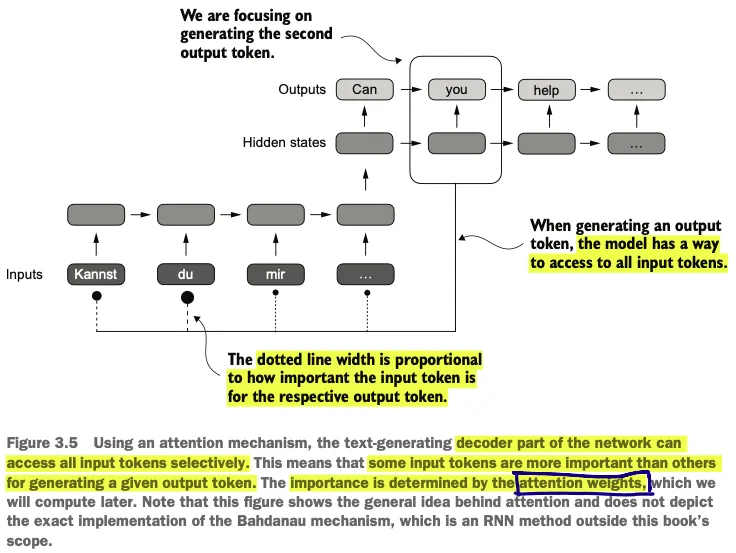 We are focusing on
generating the second
output token.
Outputs
Can
you
help
...
Hidden states
...
When generating an output
token, the model has a way
to access to all input tokens.
Inputs
Kannst
du
mir
...
The dotted line width is proportional
to how important the input token is
for the respective output token.
Figure 3.5 Using an attention mechanism, the text-generating decoder part of the network can
access all input tokens selectively. This means that some input tokens are more important than others
for generating a given output token. The importance is determined by the attention weights, which we
will compute later. Note that this figure shows the general idea behind attention and does not depict
the exact implementation of the Bahdanau mechanism, which is an RNN method outside this book's
scope.